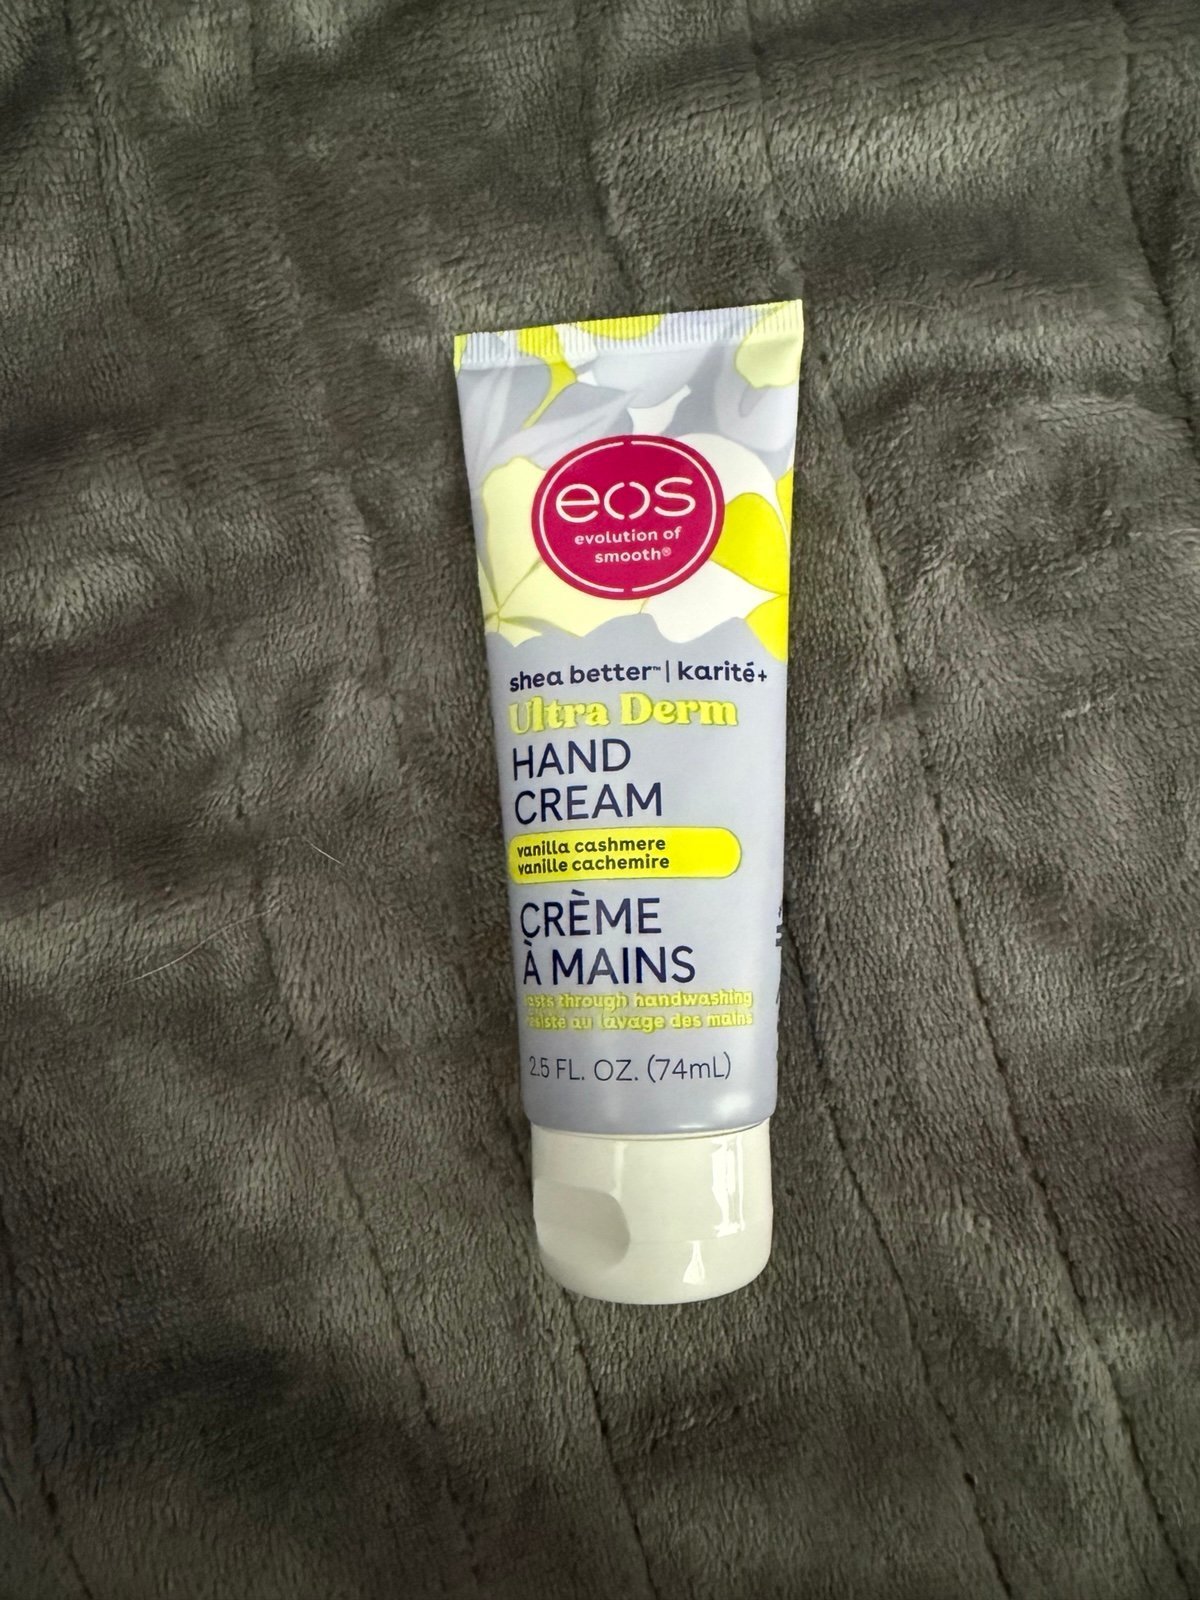 eos
evolution of
smooth®
shea better™ | karité+
Ultra Derm
HAND
CREAM
vanilla cashmere
vanille cachemire
CRÈME
À MAINS
lasts through handwashing
résiste au lavage des mains
2.5 FL. OZ. (74mL)